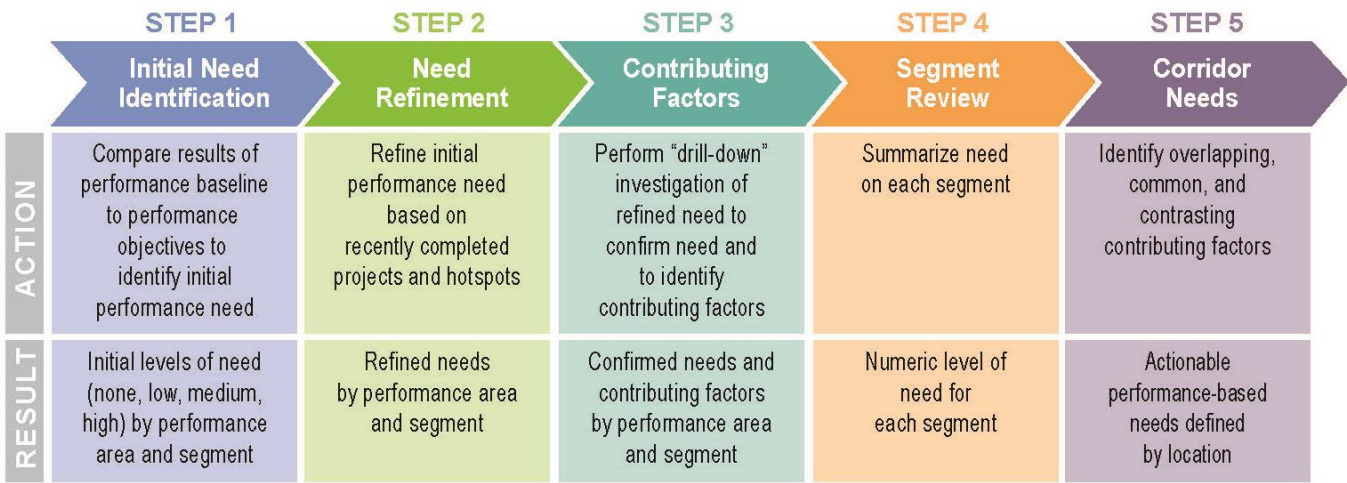 STEP 1
STEP 2
STEP 3
STEP 4
STEP 5
Initial Need
Identification
Need
Refinement
Contributing
Factors
Segment
Review
Corridor
Needs
ACTION
Compare results of
performance baseline
to performance
objectives to
identify initial
performance need
Refine initial
performance need
based on
recently completed
projects and hotspots
Perform “drill-down”
investigation of
refined need to
confirm need and
to identify
contributing factors
Summarize need
on each segment
Identify overlapping,
common, and
contrasting
contributing factors
RESULT
Initial levels of need
(none, low, medium,
high) by performance
area and segment
Refined needs
by performance area
and segment
Confirmed needs and
contributing factors
by performance area
and segment
Numeric level of
need for
each segment
Actionable
performance-based
needs defined
by location